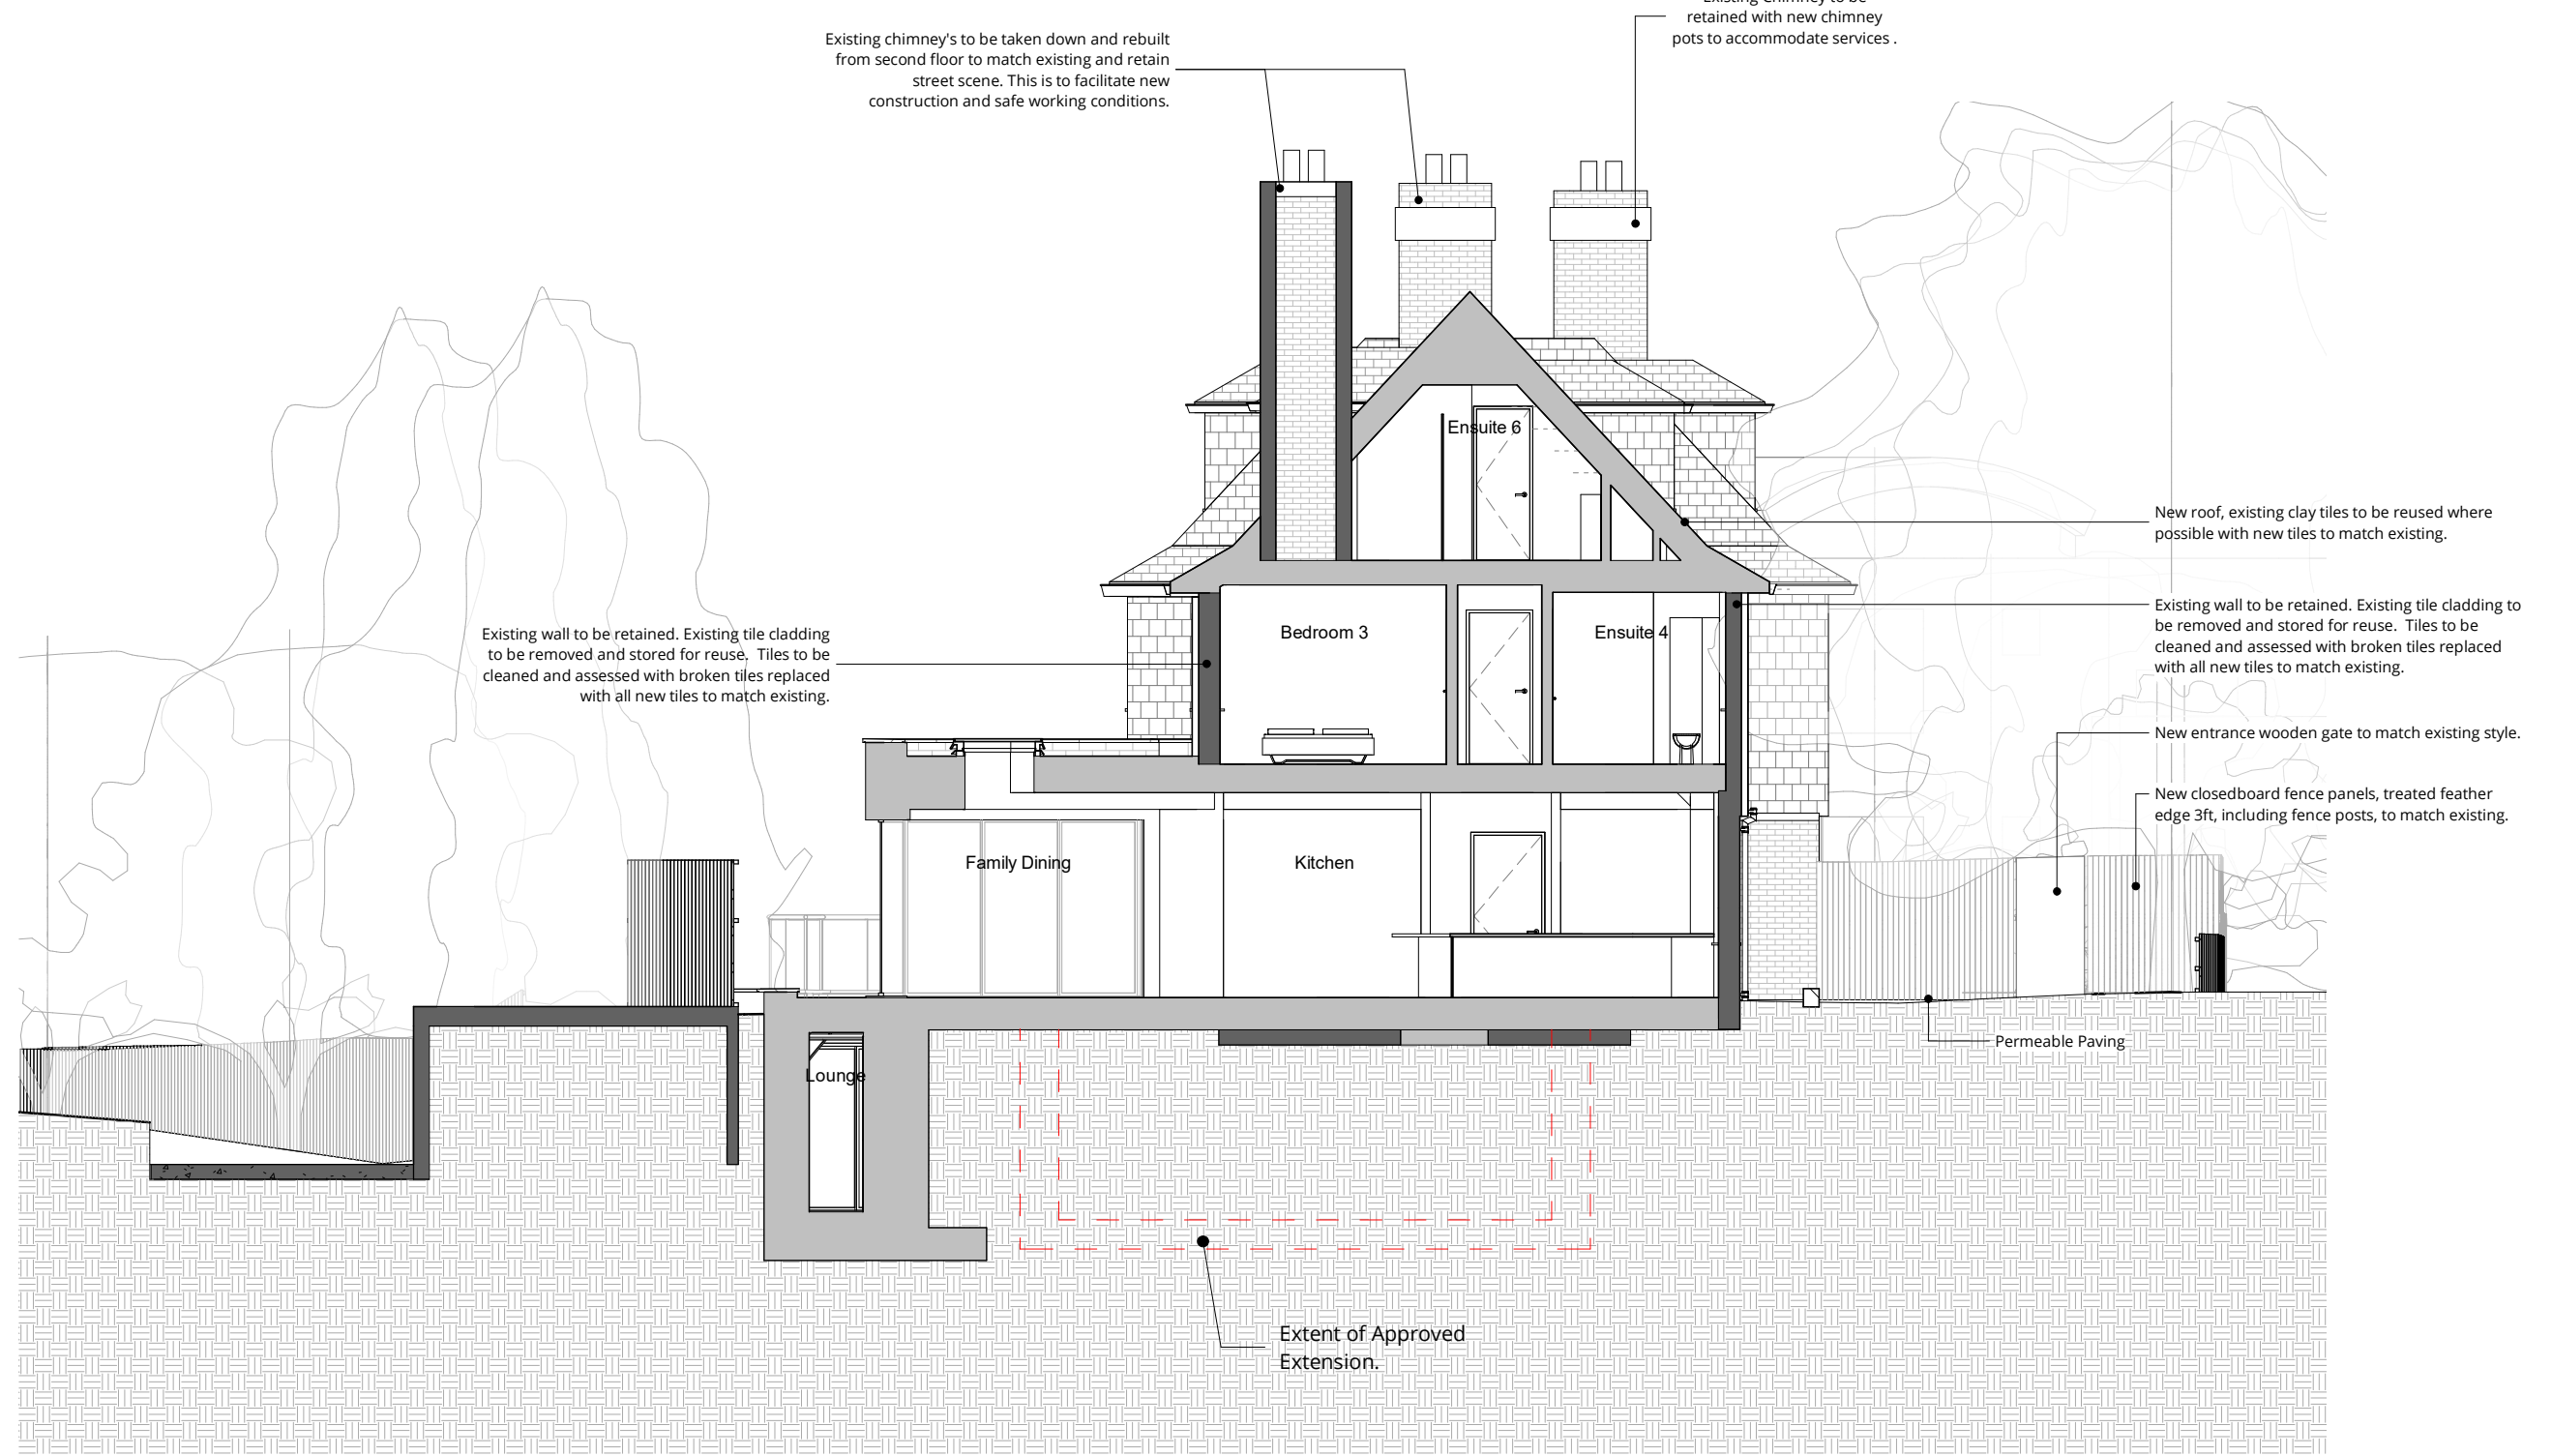 Existing Chimney to be
retained with new chimney
pots to accommodate services .
Existing chimney's to be taken down and rebuilt
from second floor to match existing and retain
street scene. This is to facilitate new
construction and safe working conditions.
Ensuite 6
New roof, existing clay tiles to be reused where
possible with new tiles to match existing.
Existing wall to be retained. Existing tile cladding to
be removed and stored for reuse.  Tiles to be
cleaned and assessed with broken tiles replaced
with all new tiles to match existing.
Existing wall to be retained. Existing tile cladding
to be removed and stored for reuse.  Tiles to be
cleaned and assessed with broken tiles replaced
with all new tiles to match existing.
Bedroom 3
Ensuite 4
New entrance wooden gate to match existing style.
New closedboard fence panels, treated feather
edge 3ft, including fence posts, to match existing.
Family Dining
Kitchen
Permeable Paving
Lounge
Extent of Approved
Extension.